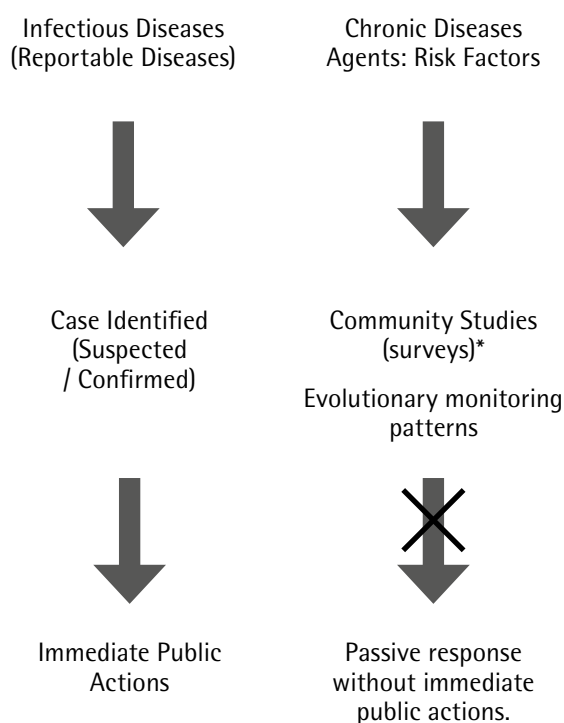 Infectious Diseases
(Reportable Diseases)
Chronic Diseases
Agents: Risk Factors
Case Identified
(Suspected
/ Confirmed)
Community Studies
(surveys)*
Evolutionary monitoring
patterns
Immediate Public
Actions
Passive response
without immediate
public actions.